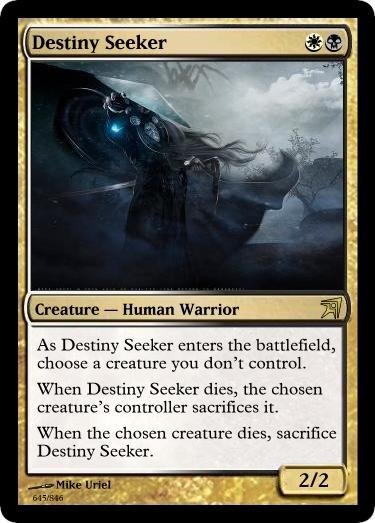 Destiny Seeker
Creature — Human Warrior
As Destiny Seeker enters the battlefield,
choose a creature you don't control.
When Destiny Seeker dies, the chosen
creature's controller sacrifices it.
When the chosen creature dies, sacrifice
Destiny Seeker.
2/2
Mike Uriel
645/846